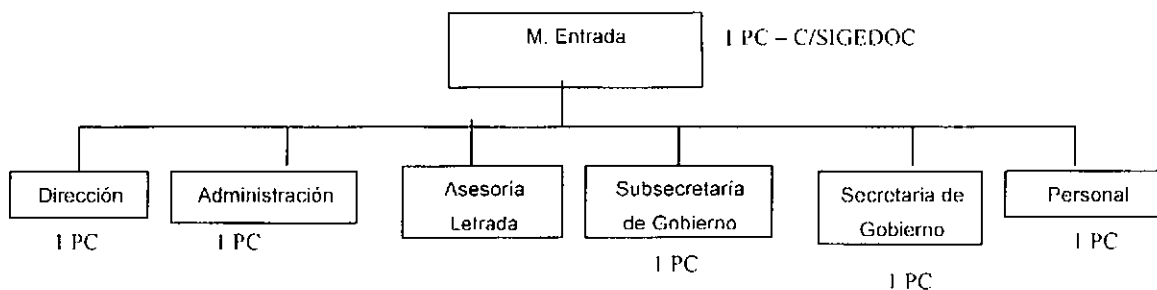 M. Entrada
1 PC – C/SIGEDOC
Dirección
1 PC
Administración
1 PC
Asesoría
Letrada
Subsecretaría
de Gobierno
1 PC
Secretaria de
Gobierno
1 PC
Personal
1 PC